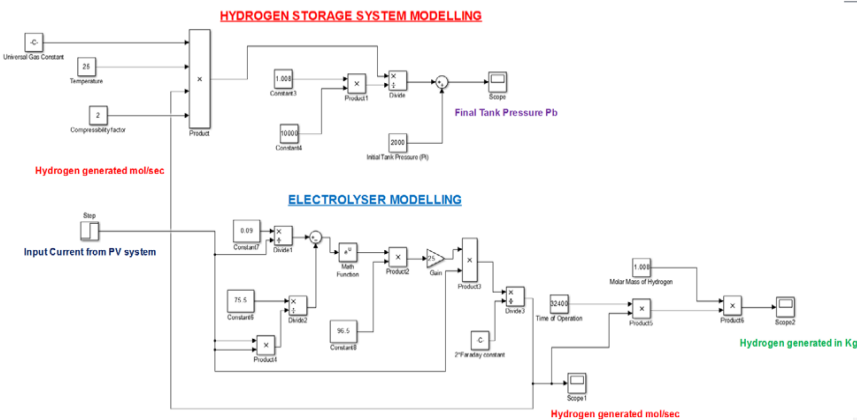 HYDROGEN STORAGE SYSTEM MODELLING
-C-
Universal Gas Constant
25
Temperature
2
Compressibility factor
×
Product
1.008
Constant3
10000
Constant4
×
Product1
×
÷
Divide
2000
Initial Tank Pressure (Pi)
Scope
Final Tank Pressure Pb
Hydrogen generated mol/sec
ELECTROLYSER MODELLING
Step
Input Current from PV system
0.09
Constant7
×
÷
Divide1
75.5
Constant6
×
÷
Divide2
×
Product4
Math
Function
96.5
Constant8
×
Product2
25
Gain
×
Product3
-C-
2*Faraday constant
×
÷
Divide3
Scope1
Hydrogen generated mol/sec
32400
Time of Operation
1.008
Molar Mass of Hydrogen
×
Product5
×
Product6
Scope2
Hydrogen generated in Kg